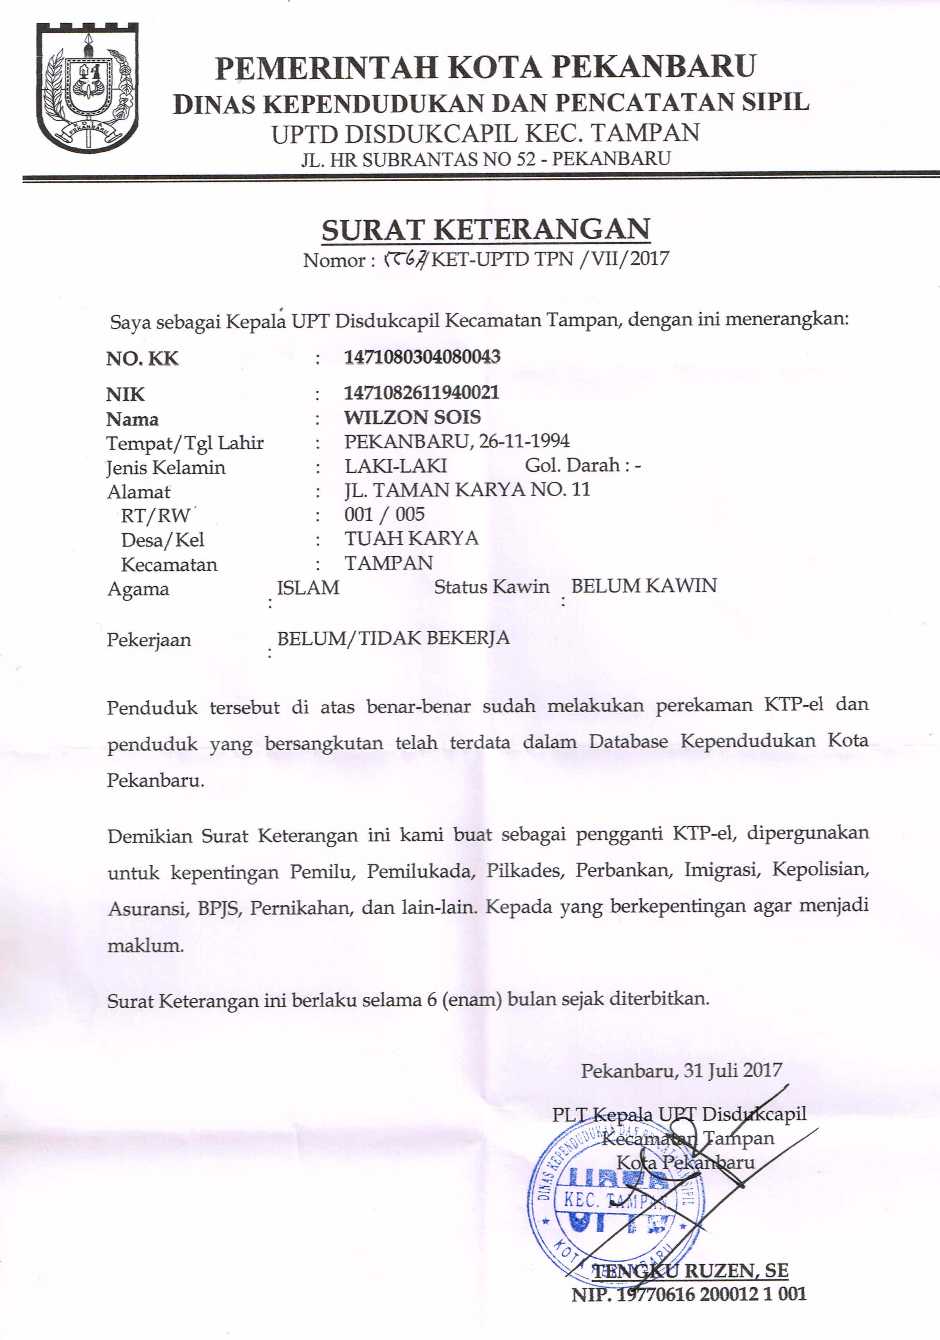 PEMERINTAH KOTA PEKANBARU
DINAS KEPENDUDUKAN DAN PENCATATAN SIPIL
UPTD DISDUKCAPIL KEC. TAMPAN
JL. HR SUBRANTAS NO 52 - PEKANBARU
PEKANBARU
SURAT KETERANGAN
Nomor : /KET-UPTD TPN /VII/2017
Saya sebagai Kepala UPT Disdukcapil Kecamatan Tampan, dengan ini menerangkan:
NO. KK : 1471080304080043
NIK : 1471082611940021
Nama : WILZON SOIS
Tempat/Tgl Lahir : PEKANBARU, 26-11-1994
Jenis Kelamin : LAKI-LAKI Gol. Darah : -
Alamat : JL. TAMAN KARYA NO. 11
RT/RW : 001 / 005
Desa/Kel : TUAH KARYA
Kecamatan : TAMPAN
Agama : ISLAM Status Kawin : BELUM KAWIN
Pekerjaan : BELUM/TIDAK BEKERJA
Penduduk tersebut di atas benar-benar sudah melakukan perekaman KTP-el dan
penduduk yang bersangkutan telah terdata dalam Database Kependudukan Kota
Pekanbaru.
Demikian Surat Keterangan ini kami buat sebagai pengganti KTP-el, dipergunakan
untuk kepentingan Pemilu, Pemilukada, Pilkades, Perbankan, Imigrasi, Kepolisian,
Asuransi, BPJS, Pernikahan, dan lain-lain. Kepada yang berkepentingan agar menjadi
maklum.
Surat Keterangan ini berlaku selama 6 (enam) bulan sejak diterbitkan.
Pekanbaru, 31 Juli 2017
PLT Kepala UPT Disdukcapil
Kecamatan Tampan
Kota Pekanbaru
DINAS KEPENDUDUKAN DAN SIPIL
KEC. TAMPAN
KOTA PEKANBARU
TENGKU RUZEN, SE
NIP. 19770616 200012 1 001